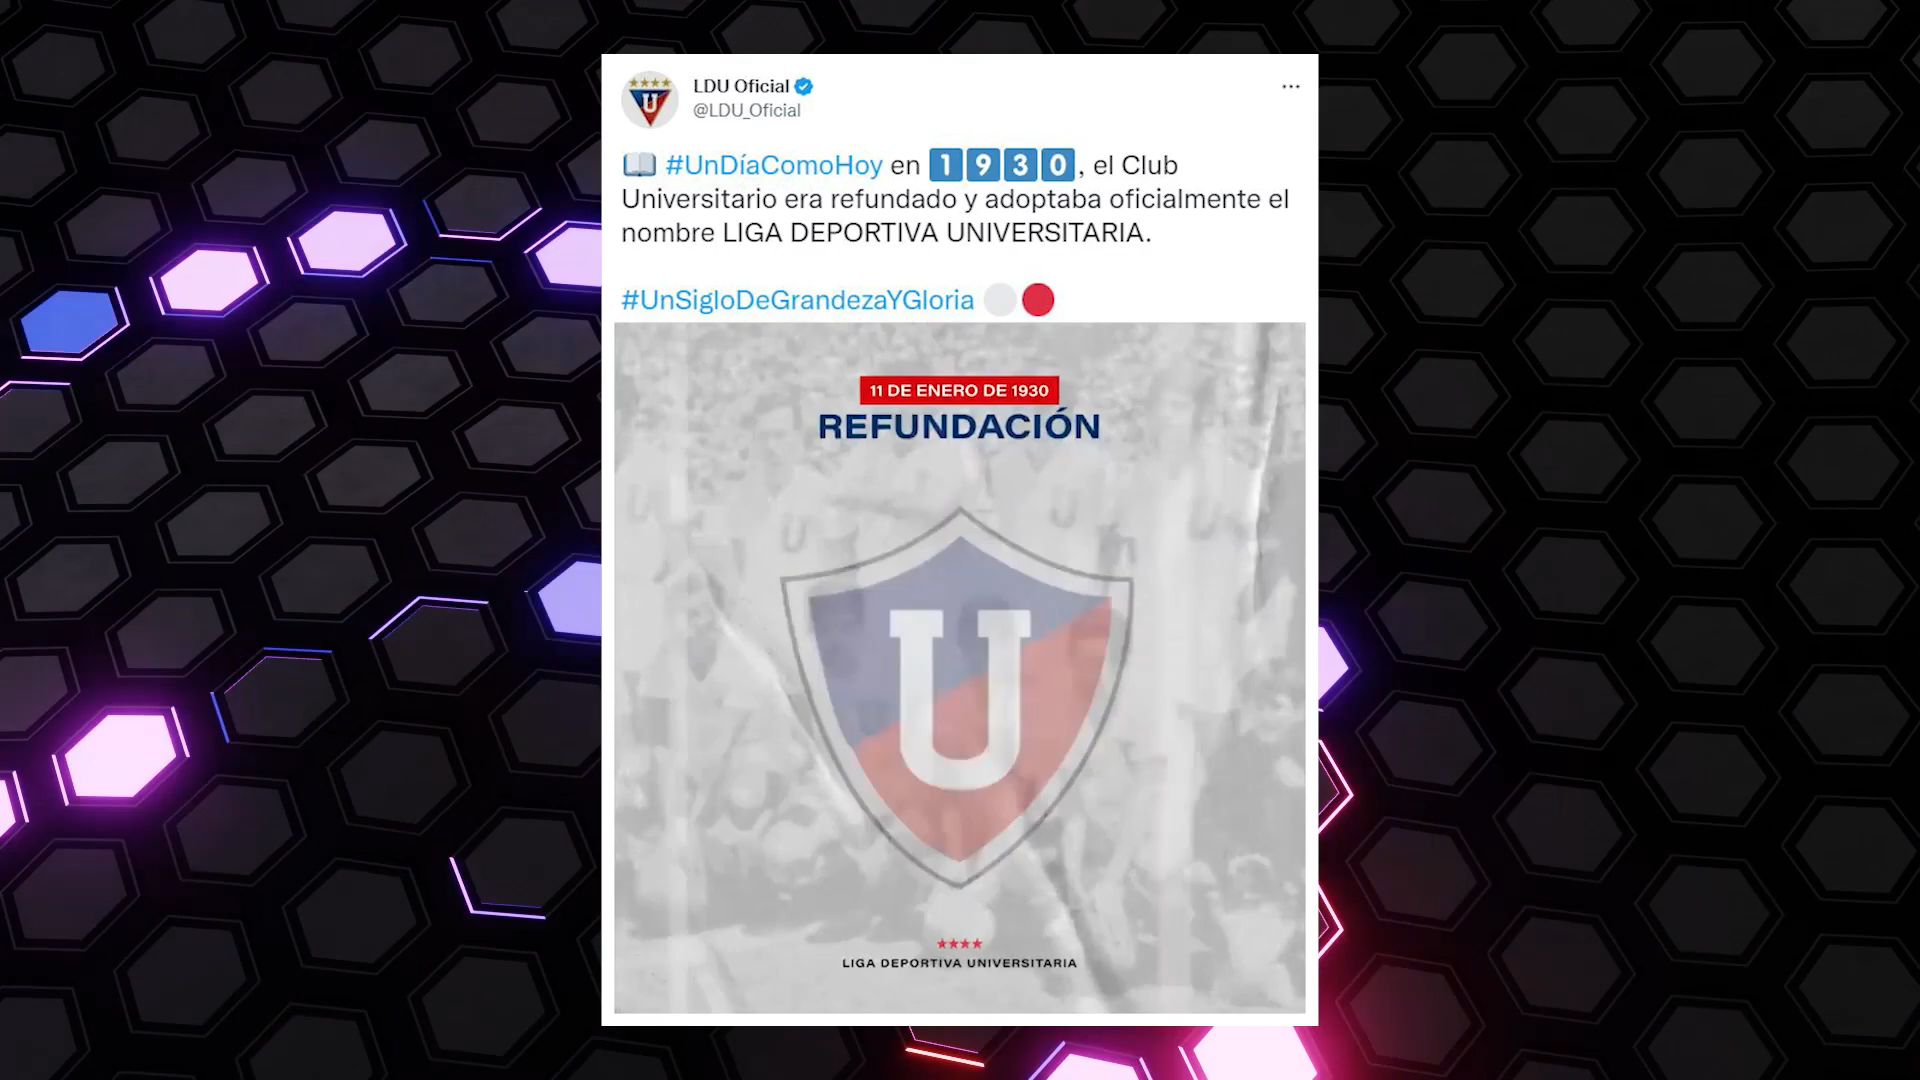 LDU Oficial
@LDU_Oficial
#UnDíaComoHoy en 1930, el Club
Universitario era refundado y adoptaba oficialmente el
nombre LIGA DEPORTIVA UNIVERSITARIA.
#UnSigloDeGrandezaYGloria
11 DE ENERO DE 1930
REFUNDACIÓN
U
LIGA DEPORTIVA UNIVERSITARIA